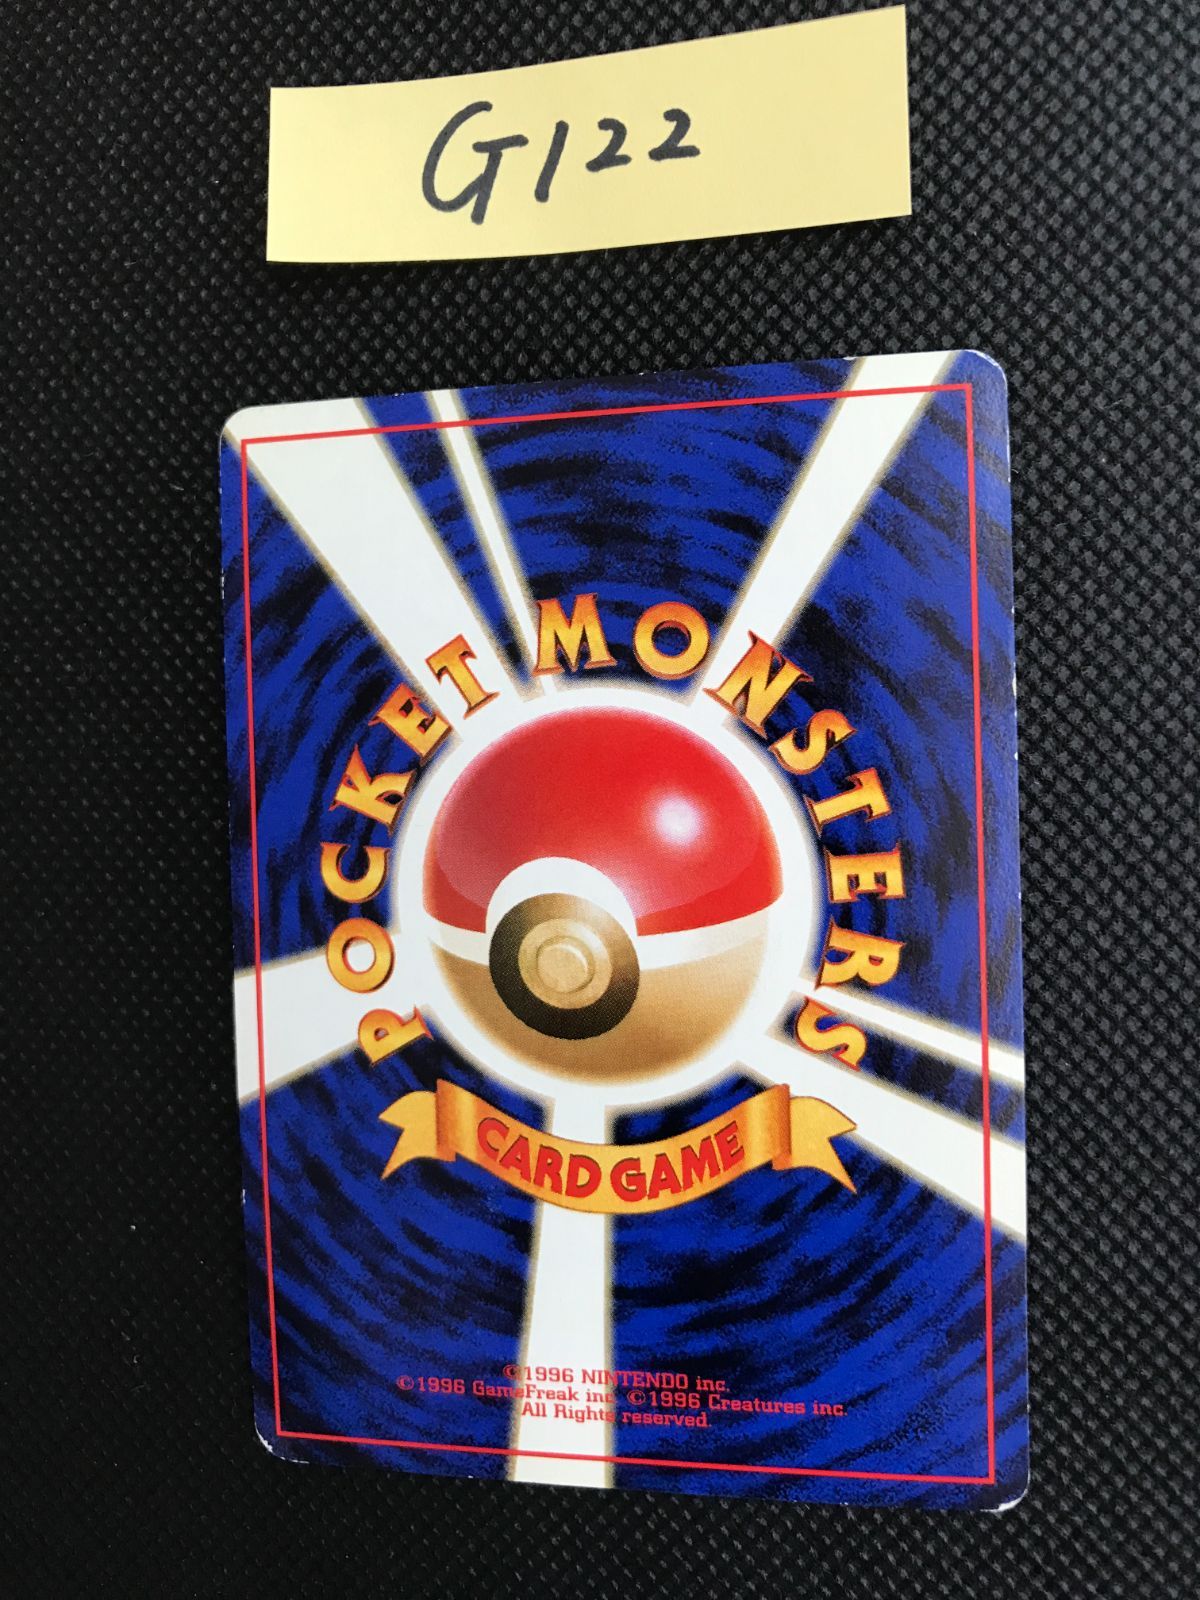 G122
POCKET MONSTERS
CARD GAME
©1996 NINTENDO inc.
©1996 GameFreak inc ©1996 Creatures inc.
All Rights reserved.